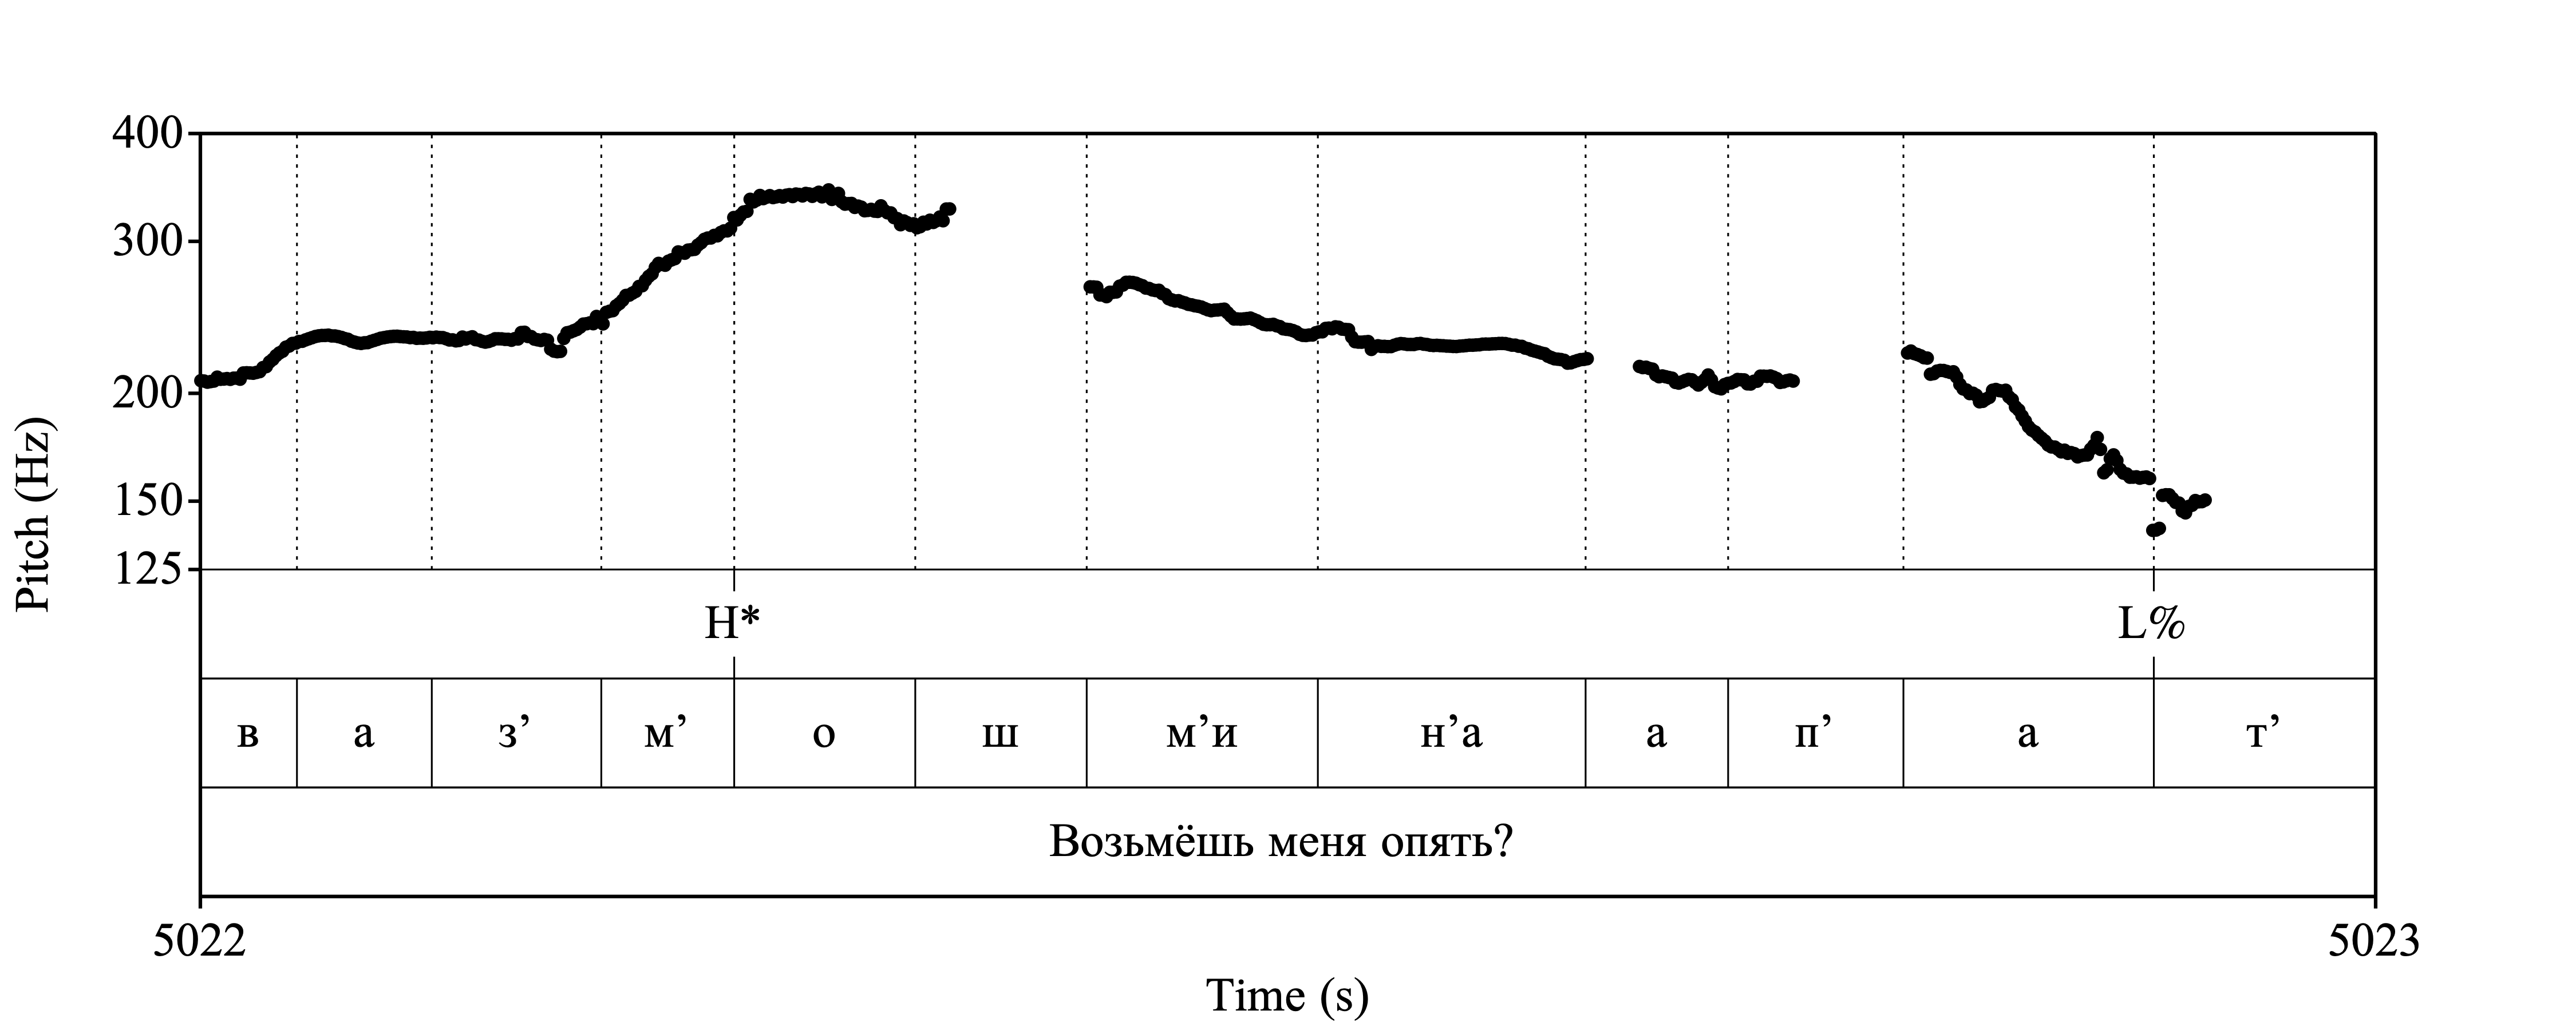 400
300
200
150
125
Pitch (Hz)
H* L%
в а з’ м’ о ш м’и н’а а п’ а т’
Возьмёшь меня опять?
5022 5023
Time (s)